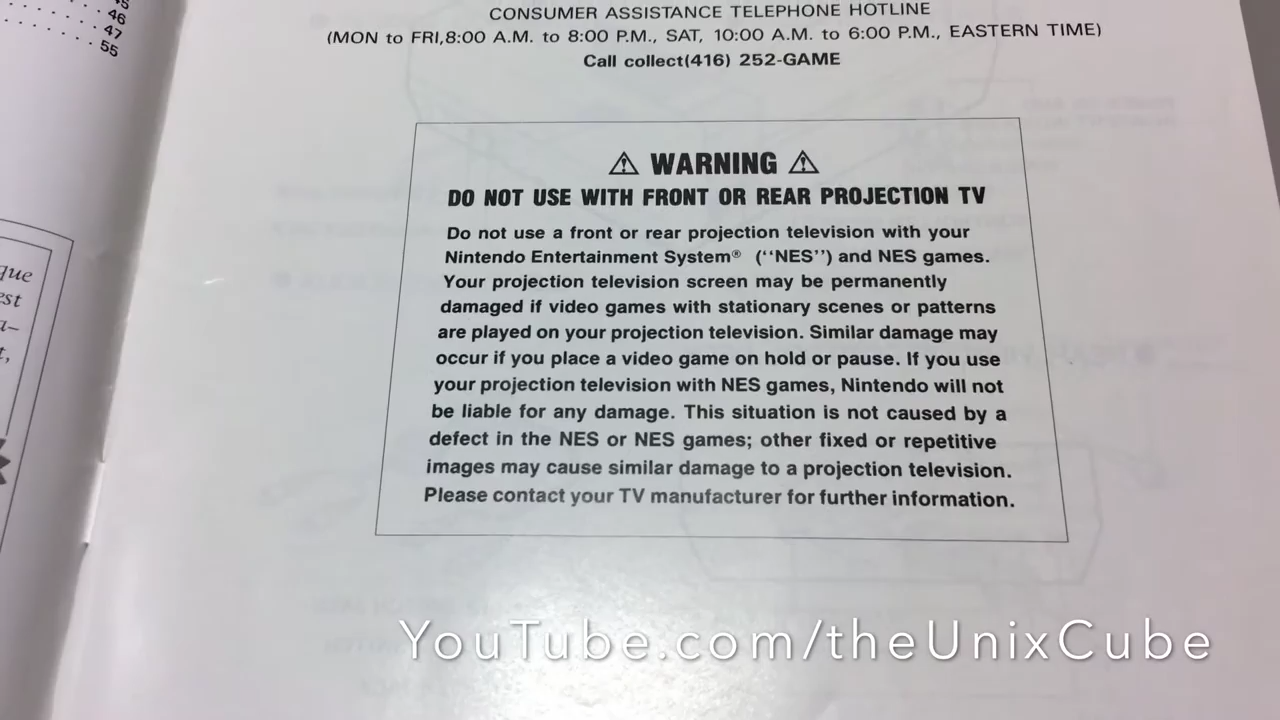 46
47
55
que
est
a–
t,
CONSUMER ASSISTANCE TELEPHONE HOTLINE
(MON to FRI,8:00 A.M. to 8:00 P.M., SAT, 10:00 A.M. to 6:00 P.M., EASTERN TIME)
Call collect(416) 252-GAME
⚠ WARNING ⚠
DO NOT USE WITH FRONT OR REAR PROJECTION TV
Do not use a front or rear projection television with your
Nintendo Entertainment System® (‘‘NES’’) and NES games.
Your projection television screen may be permanently
damaged if video games with stationary scenes or patterns
are played on your projection television. Similar damage may
occur if you place a video game on hold or pause. If you use
your projection television with NES games, Nintendo will not
be liable for any damage. This situation is not caused by a
defect in the NES or NES games; other fixed or repetitive
images may cause similar damage to a projection television.
Please contact your TV manufacturer for further information.
YouTube.com/theUnixCube